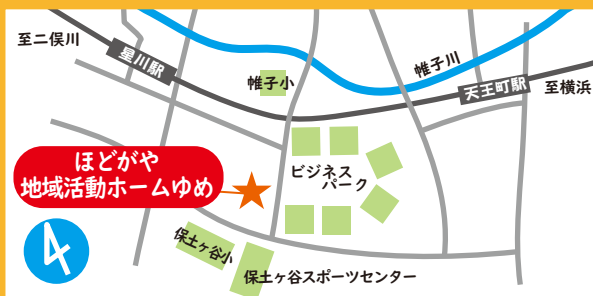 至二俣川
星川駅
帷子小
帷子川
天王町駅
至横浜
ほどがや
地域活動ホームゆめ
ビジネス
パーク
保土ヶ谷小
保土ヶ谷スポーツセンター
4